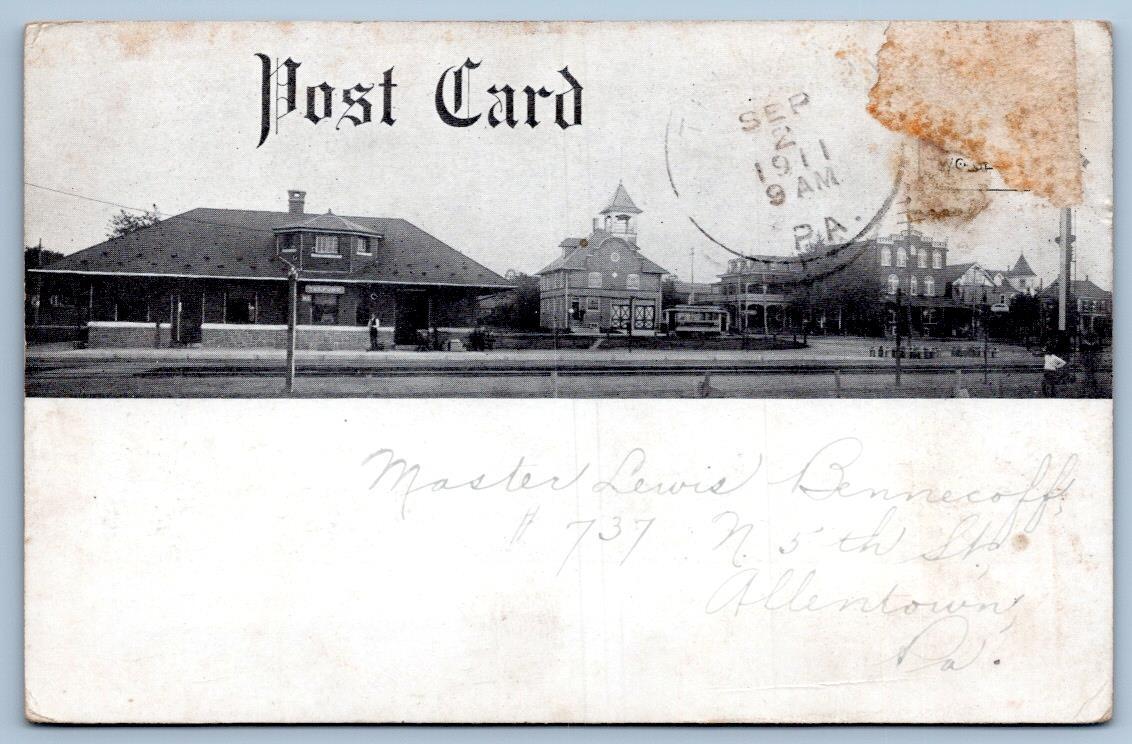 Post Card
SEP
2
1911
9 AM
PA.
Master Lewis Bennecoff,
# 737 N. 5th St,
Allentown,
Pa.